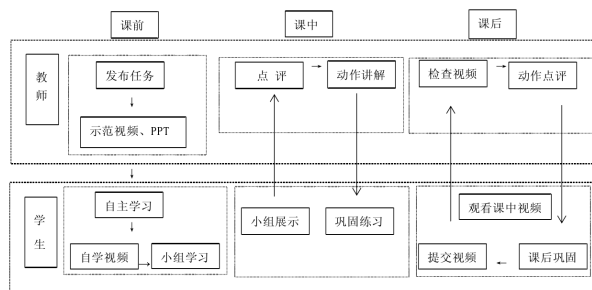 课前
课中
课后
教师
发布任务
示范视频、PPT
点 评
动作讲解
检查视频
动作点评
学生
自主学习
自学视频
小组学习
小组展示
巩固练习
观看课中视频
提交视频
课后巩固